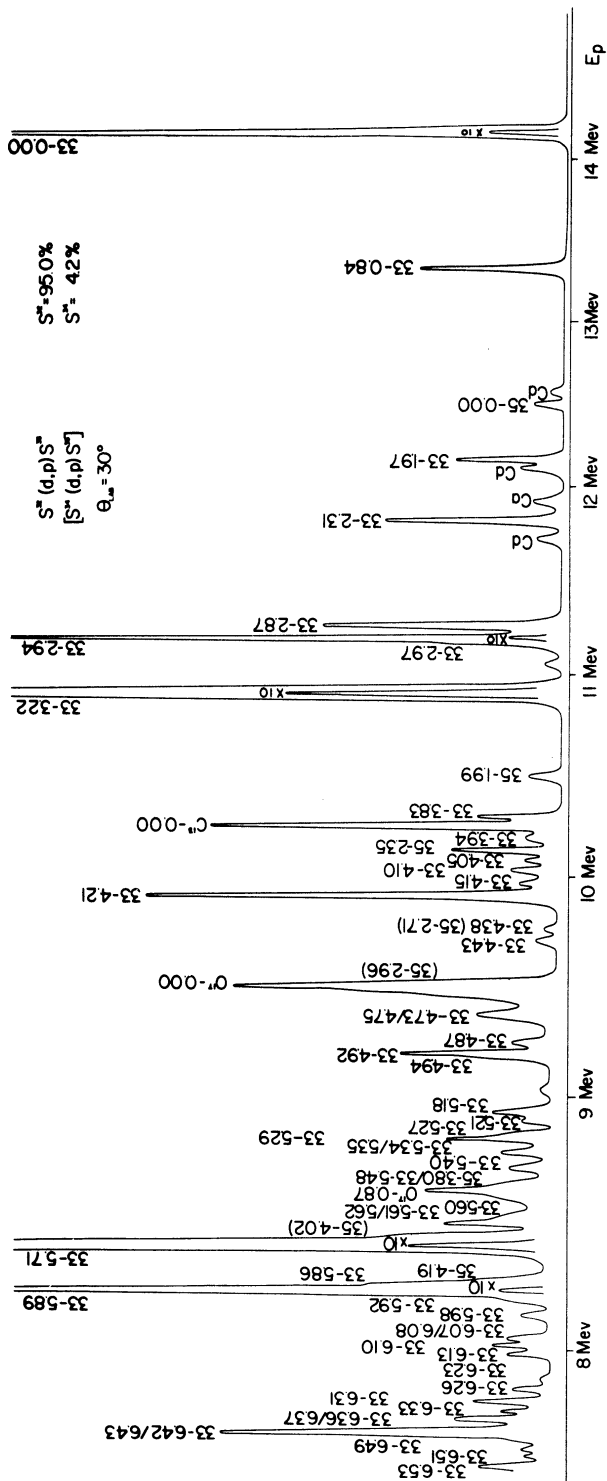 S³² (d,p) S³³
[S³⁴ (d,p) S³⁵]
θLAB = 30°
S³² = 95.0%
S³⁴ = 4.2%
33-6.53
33-6.51
33-6.49
33-6.42/6.43
33-6.36/6.37
33-6.33
33-6.31
33-6.26
33-6.23
33-6.13
33-6.10
33-6.07/6.08
33-5.98
33-5.92
33-5.89
x10
35-4.19
33-5.86
33-5.71
x10
(35-4.02)
33-5.61/5.62
33-5.60
O¹⁷-0.87
35-3.80/33-5.48
33-5.40
33-5.34/5.35
33-5.29
33-5.27
33-5.21
33-5.18
33-4.94
33-4.92
33-4.87
33-4.73/4.75
O¹⁷-0.00
(35-2.96)
33-4.43
33-4.38 (35-2.71)
33-4.21
33-4.15
33-4.10
33-4.05
35-2.35
33-3.94
C¹³-0.00
33-3.83
35-1.99
33-3.22
x10
33-2.97
33-2.94
x10
33-2.87
Cd
33-2.31
Ca
Cd
33-1.97
35-0.00
Cd
33-0.84
33-0.00
x10
8 Mev
9 Mev
10 Mev
11 Mev
12 Mev
13 Mev
14 Mev
Ep